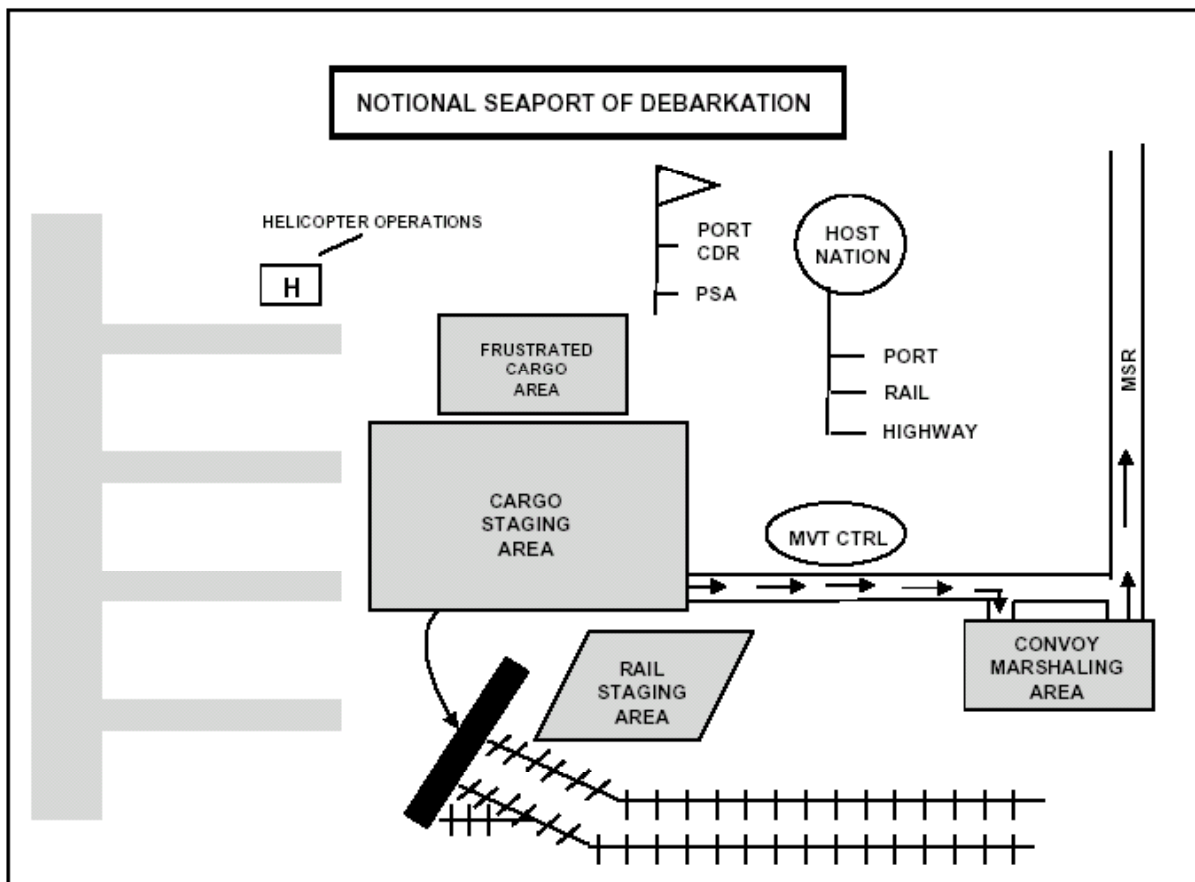 NOTIONAL SEAPORT OF DEBARKATION
HELICOPTER OPERATIONS
H
PORT
CDR
PSA
HOST
NATION
PORT
RAIL
HIGHWAY
FRUSTRATED
CARGO
AREA
CARGO
STAGING
AREA
MVT CTRL
MSR
RAIL
STAGING
AREA
CONVOY
MARSHALING
AREA